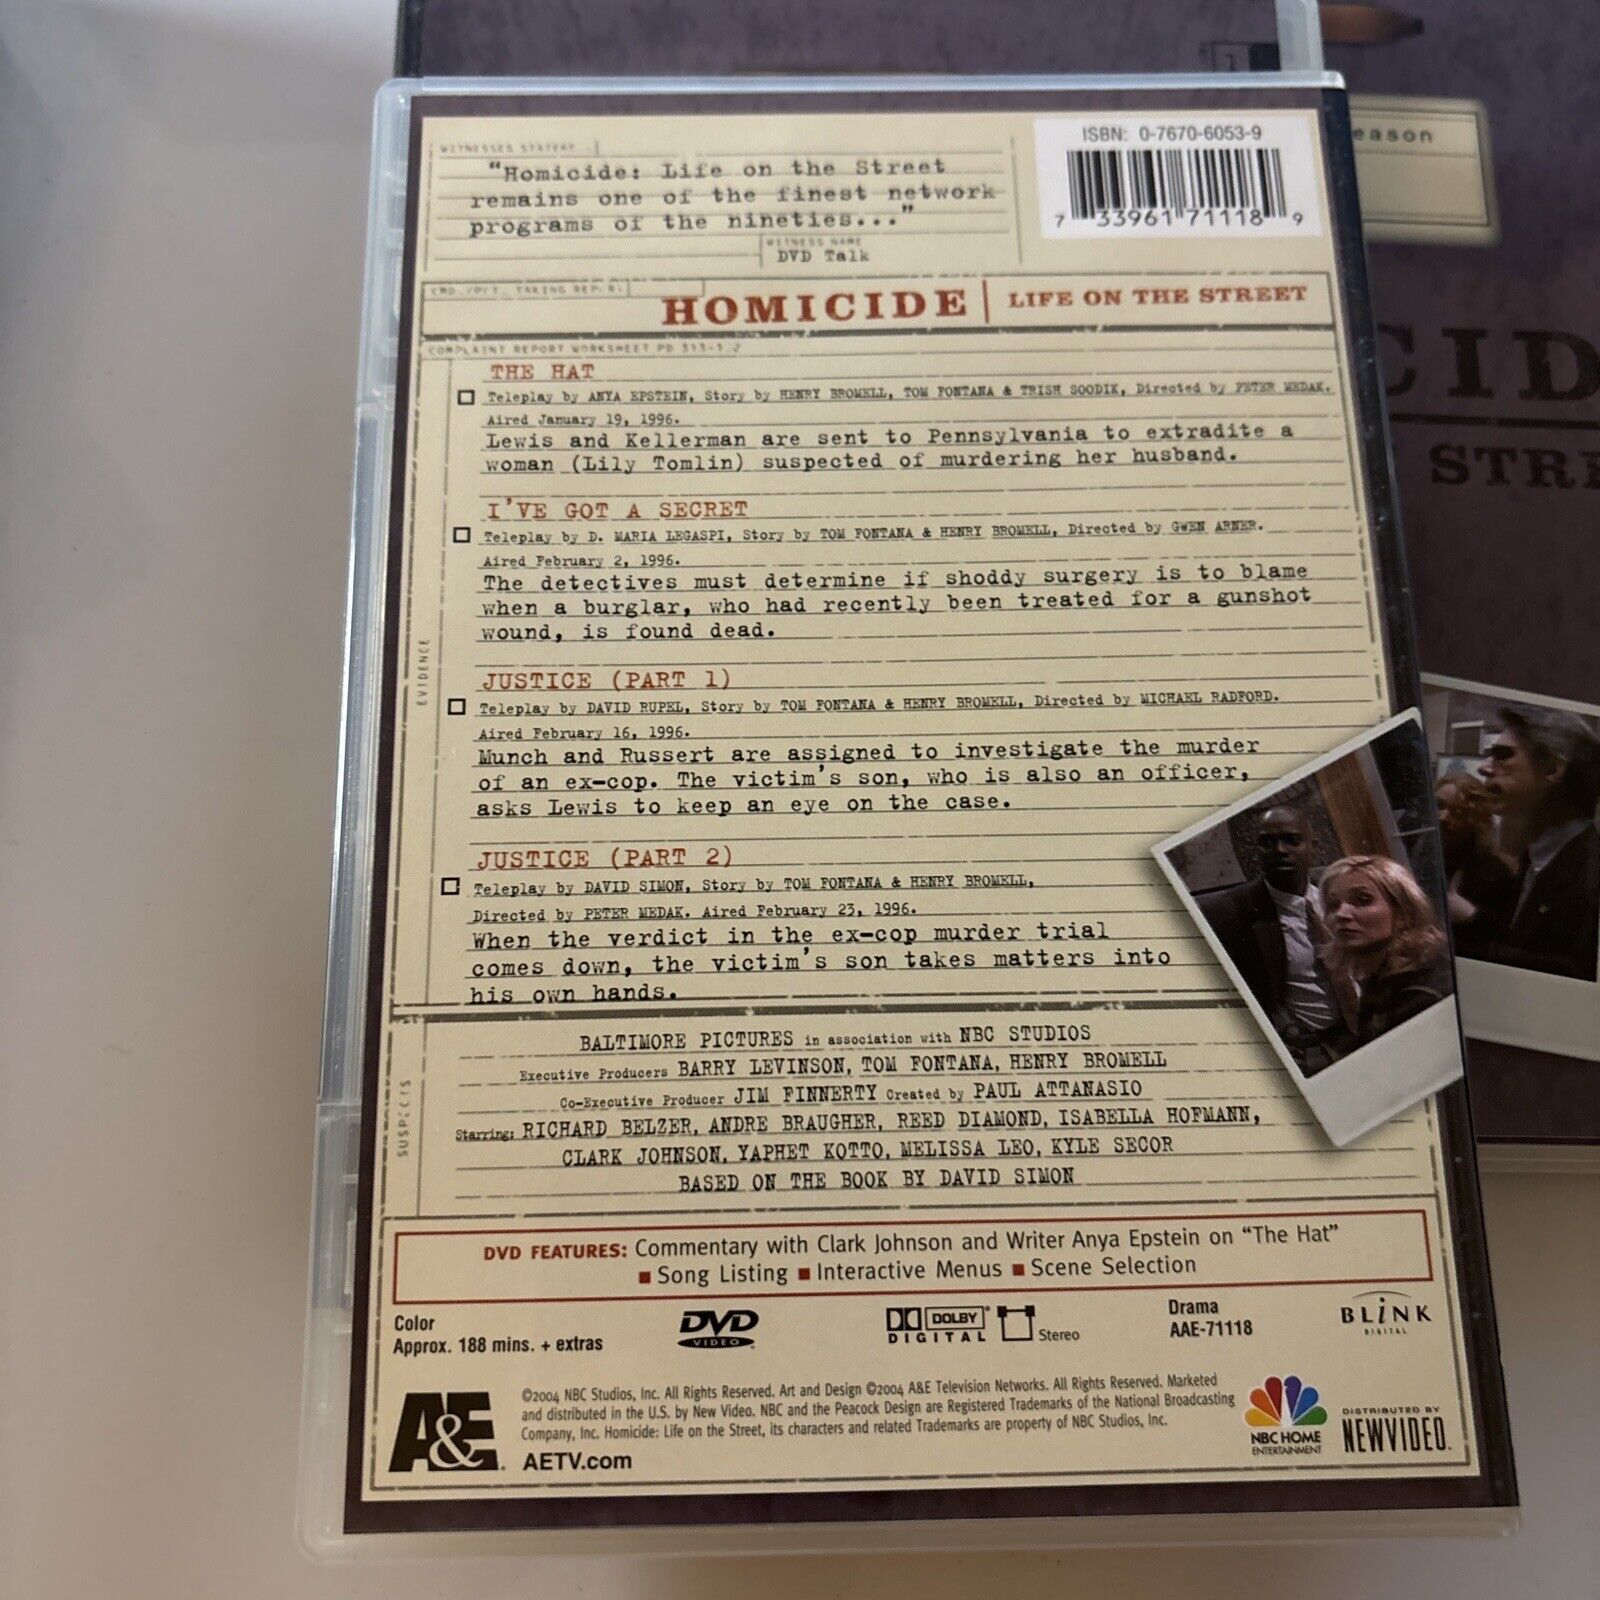 ISBN: 0-7670-6053-9
7 33961 71118 9
"Homicide: Life on the Street
remains one of the finest network
programs of the nineties..."
WITNESS NAME
DVD Talk
HOMICIDE | LIFE ON THE STREET
COMPLAINT REPORT WORKSHEET PD 313-1.2
THE HAT
Teleplay by ANYA EPSTEIN, Story by HENRY BROMELL, TOM FONTANA & TRISH SOODIK, Directed by PETER MEDAK.
Aired January 19, 1996.
Lewis and Kellerman are sent to Pennsylvania to extradite a
woman (Lily Tomlin) suspected of murdering her husband.
I'VE GOT A SECRET
Teleplay by D. MARIA LEGASPI, Story by TOM FONTANA & HENRY BROMELL, Directed by GWEN ARNER.
Aired February 2, 1996.
The detectives must determine if shoddy surgery is to blame
when a burglar, who had recently been treated for a gunshot
wound, is found dead.
EVIDENCE
JUSTICE (PART 1)
Teleplay by DAVID RUPEL, Story by TOM FONTANA & HENRY BROMELL, Directed by MICHAEL RADFORD.
Aired February 16, 1996.
Munch and Russert are assigned to investigate the murder
of an ex-cop. The victim's son, who is also an officer,
asks Lewis to keep an eye on the case.
JUSTICE (PART 2)
Teleplay by DAVID SIMON, Story by TOM FONTANA & HENRY BROMELL,
Directed by PETER MEDAK. Aired February 23, 1996.
When the verdict in the ex-cop murder trial
comes down, the victim's son takes matters into
his own hands.
SUSPECTS
BALTIMORE PICTURES in association with NBC STUDIOS
Executive Producers BARRY LEVINSON, TOM FONTANA, HENRY BROMELL
Co-Executive Producer JIM FINNERTY Created by PAUL ATTANASIO
Starring: RICHARD BELZER, ANDRE BRAUGHER, REED DIAMOND, ISABELLA HOFMANN,
CLARK JOHNSON, YAPHET KOTTO, MELISSA LEO, KYLE SECOR
BASED ON THE BOOK BY DAVID SIMON
DVD FEATURES: Commentary with Clark Johnson and Writer Anya Epstein on "The Hat"
■ Song Listing ■ Interactive Menus ■ Scene Selection
Color
Approx. 188 mins. + extras
DVD
VIDEO
DOLBY
DIGITAL
Stereo
Drama
AAE-71118
BLINK
DIGITAL
A&E.
©2004 NBC Studios, Inc. All Rights Reserved. Art and Design ©2004 A&E Television Networks. All Rights Reserved. Marketed
and distributed in the U.S. by New Video. NBC and the Peacock Design are Registered Trademarks of the National Broadcasting
Company, Inc. Homicide: Life on the Street, its characters and related Trademarks are property of NBC Studios, Inc.
AETV.com
NBC HOME
ENTERTAINMENT
DISTRIBUTED BY
NEWVIDEO.
eason
CID
STRE